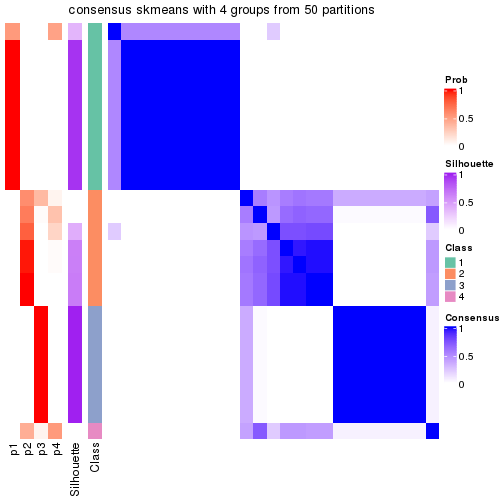 consensus skmeans with 4 groups from 50 partitions
Prob
1
0.5
0
Silhouette
1
0.5
0
Class
1
2
3
4
Consensus
1
0.5
0
p1
p2
p3
p4
Silhouette
Class